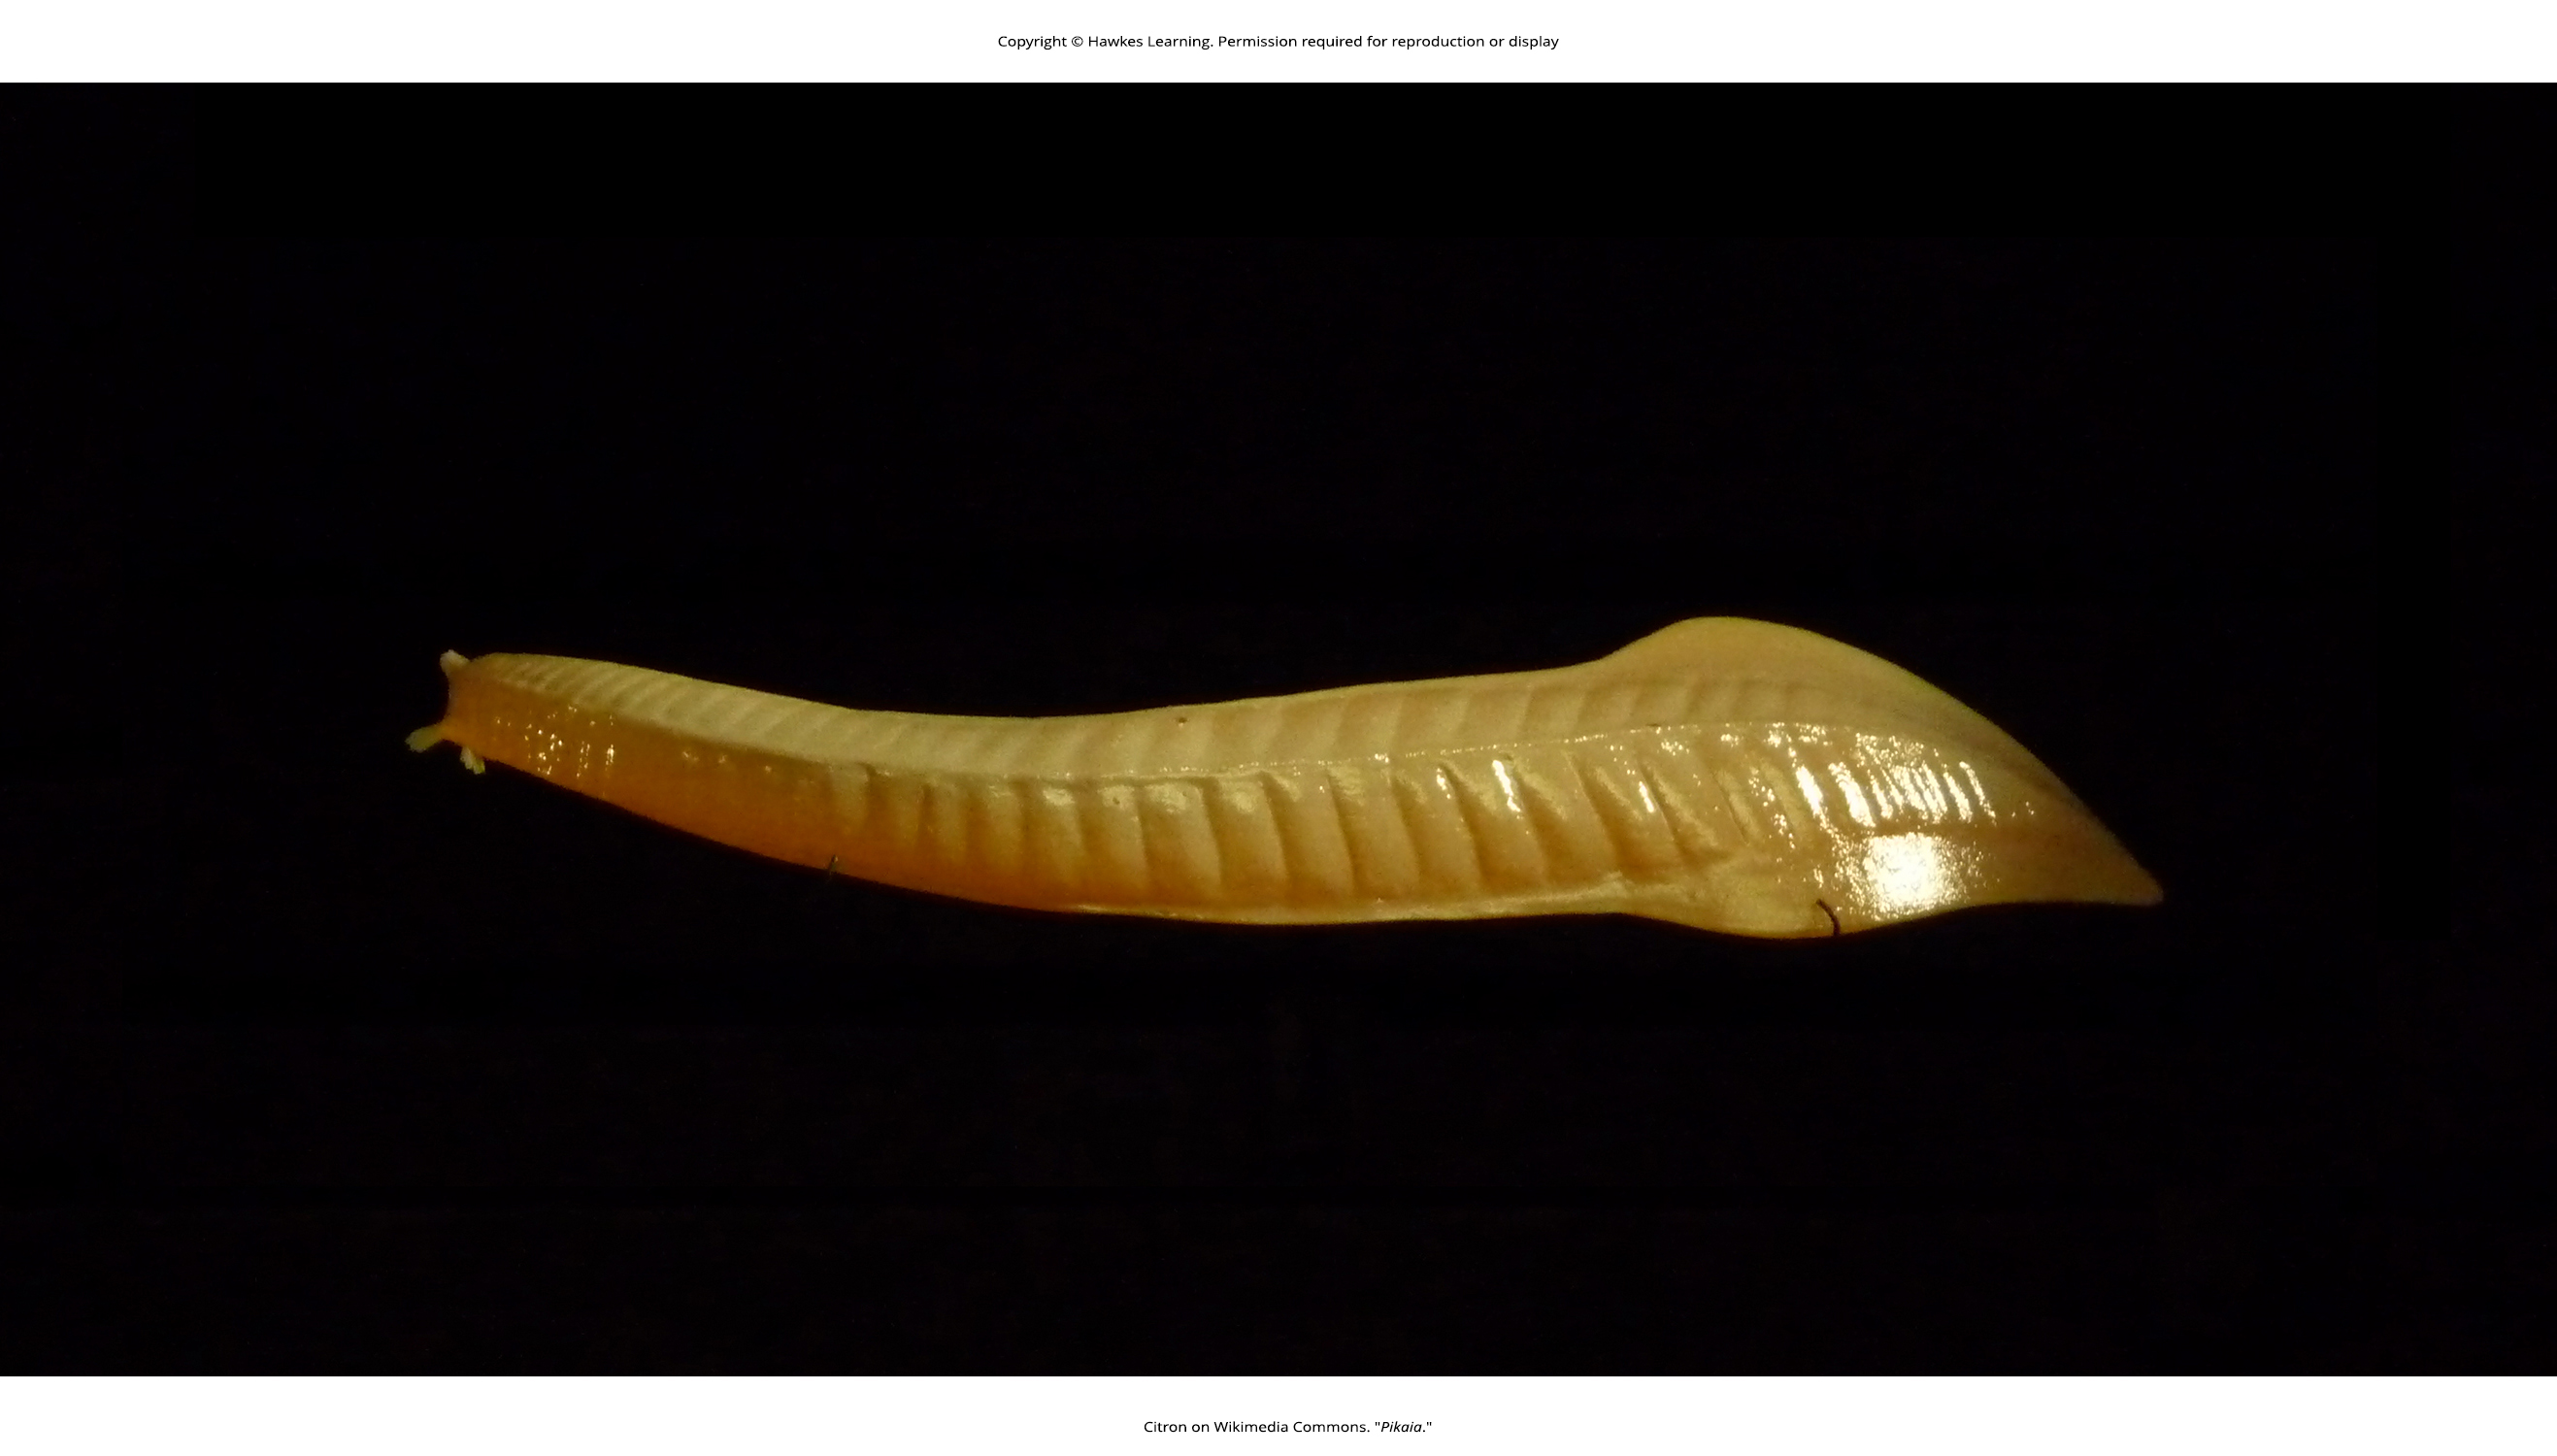 Copyright © Hawkes Learning. Permission required for reproduction or display
Citron on Wikimedia Commons. "Pikaia."